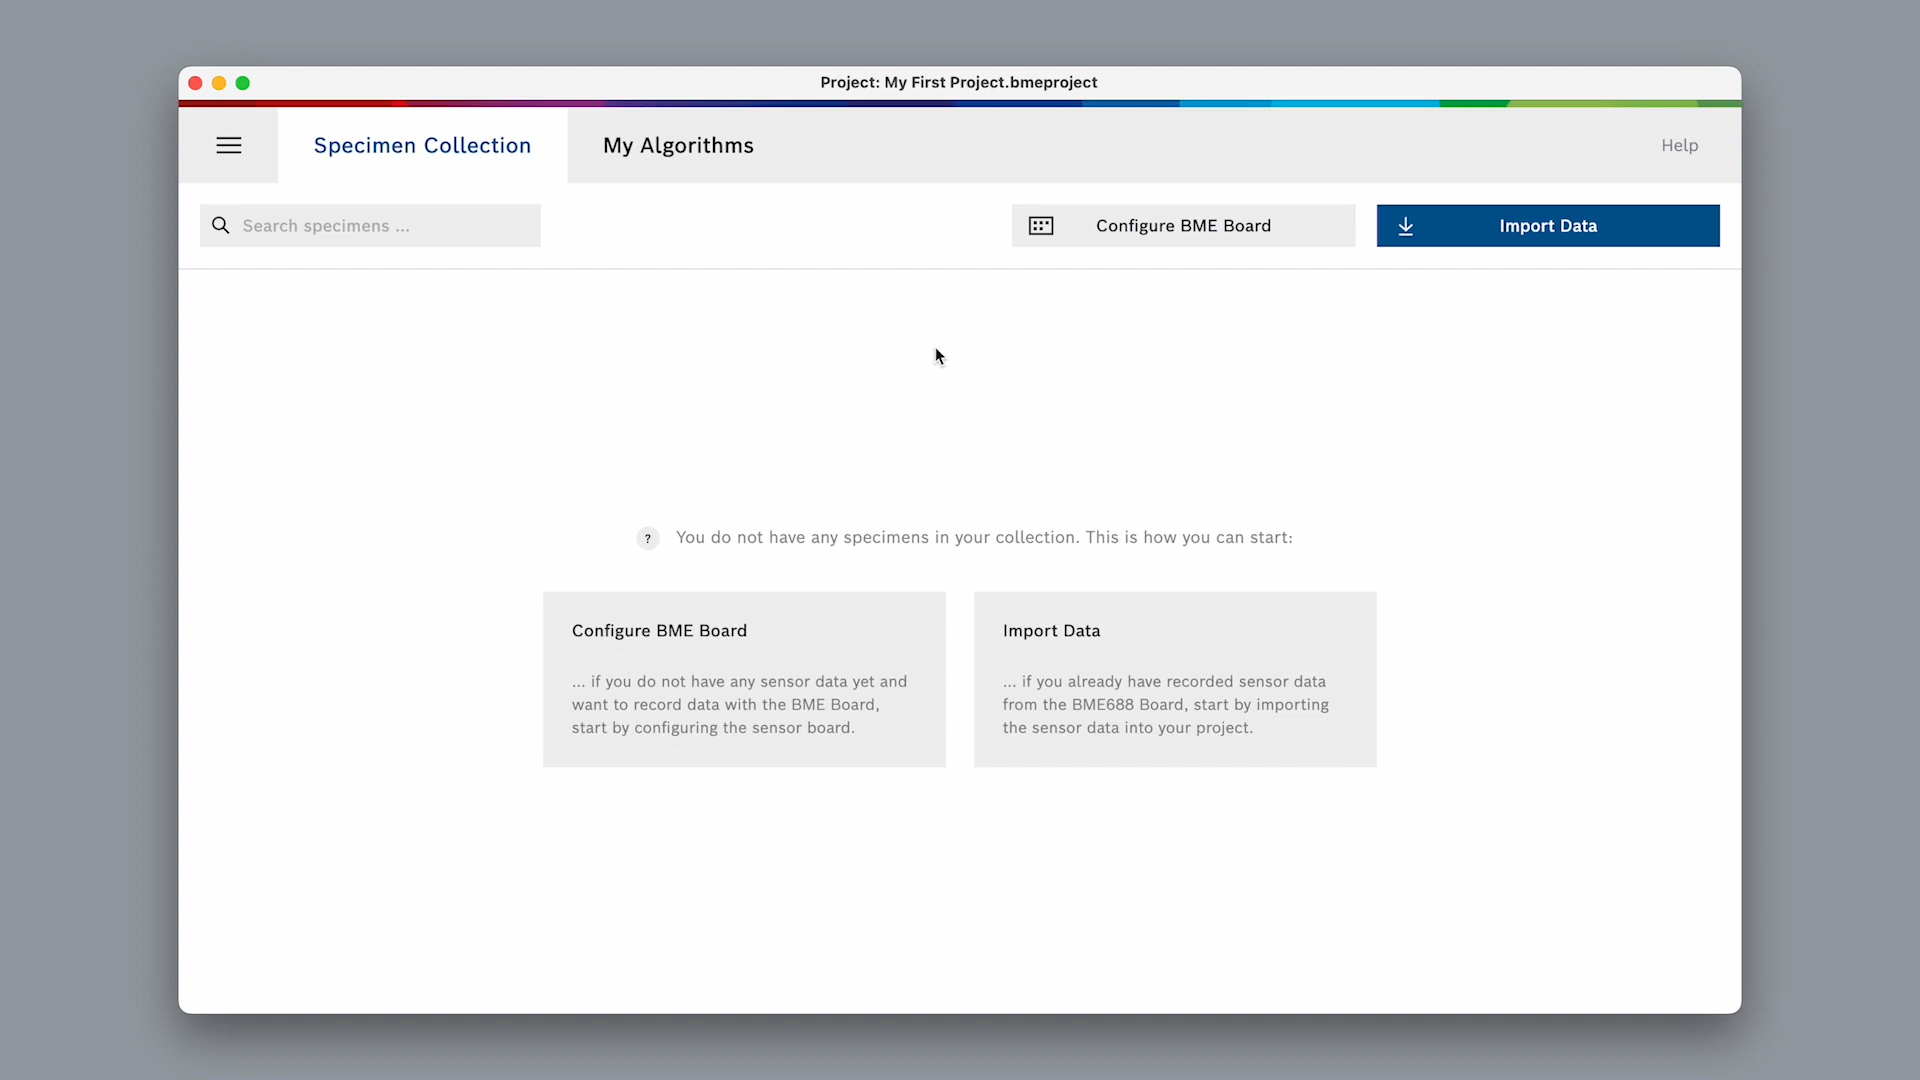 Project: My First Project.bmeproject
Specimen Collection
My Algorithms
Help
Search specimens ...
Configure BME Board
Import Data
? You do not have any specimens in your collection. This is how you can start:
Configure BME Board
... if you do not have any sensor data yet and
want to record data with the BME Board,
start by configuring the sensor board.
Import Data
... if you already have recorded sensor data
from the BME688 Board, start by importing
the sensor data into your project.